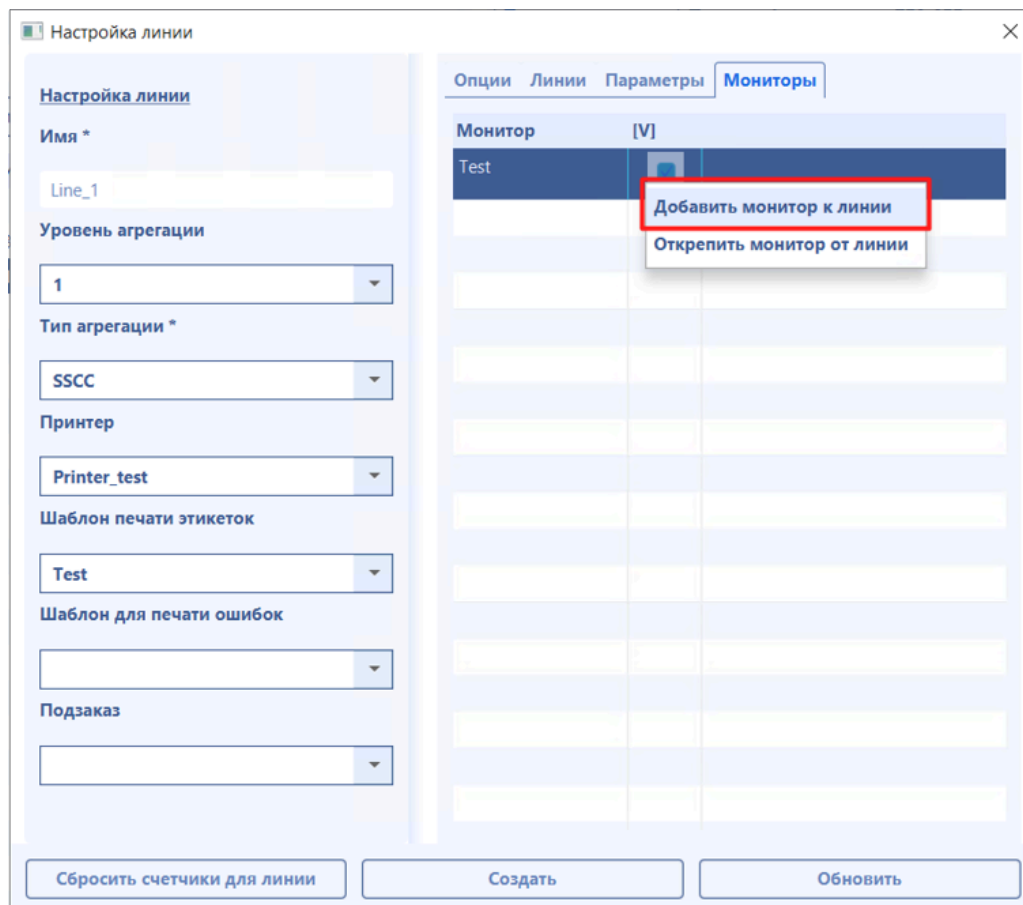 Настройка линии
Настройка линии
Имя *
Line_1
Уровень агрегации
1
Тип агрегации *
SSCC
Принтер
Printer_test
Шаблон печати этикеток
Test
Шаблон для печати ошибок
Подзаказ
Опции Линии Параметры Мониторы
Монитор [V]
Test
Добавить монитор к линии
Открепить монитор от линии
Сбросить счетчики для линии Создать Обновить